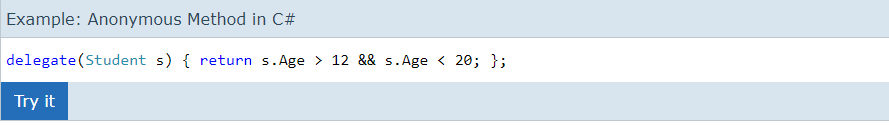 Example: Anonymous Method in C#
delegate(Student s) { return s.Age > 12 && s.Age < 20; };
Try it